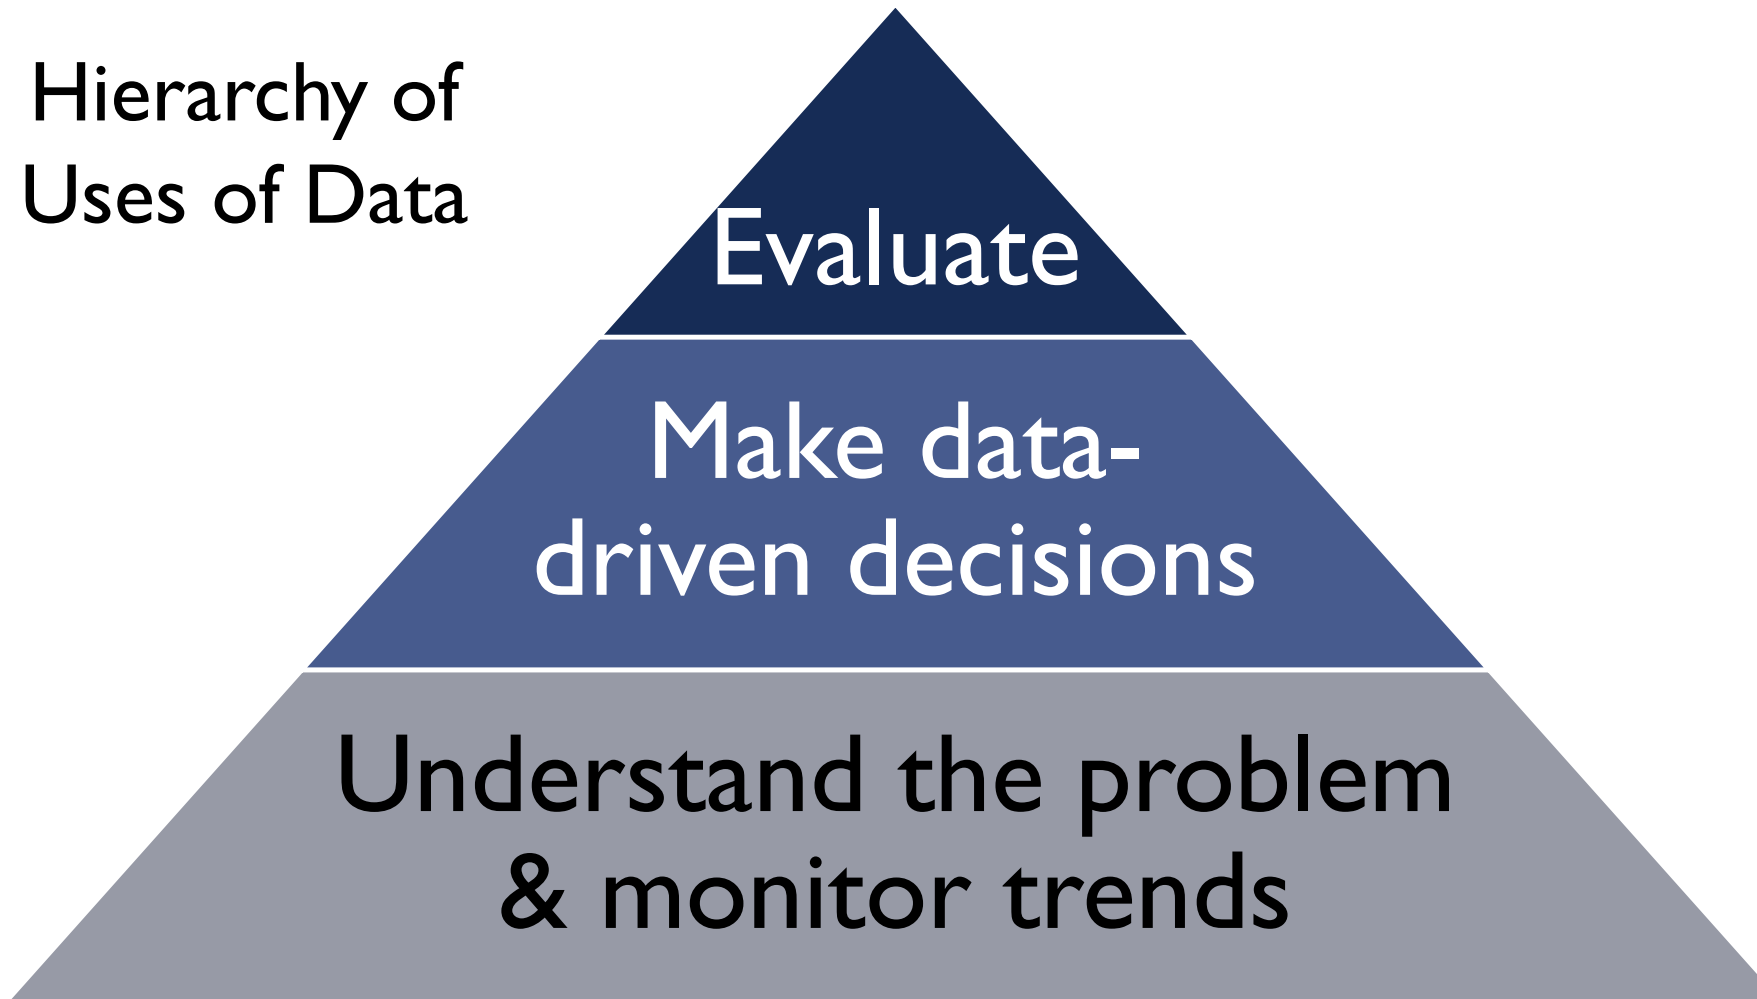 Hierarchy of
Uses of Data
Evaluate
Make data-
driven decisions
Understand the problem
& monitor trends